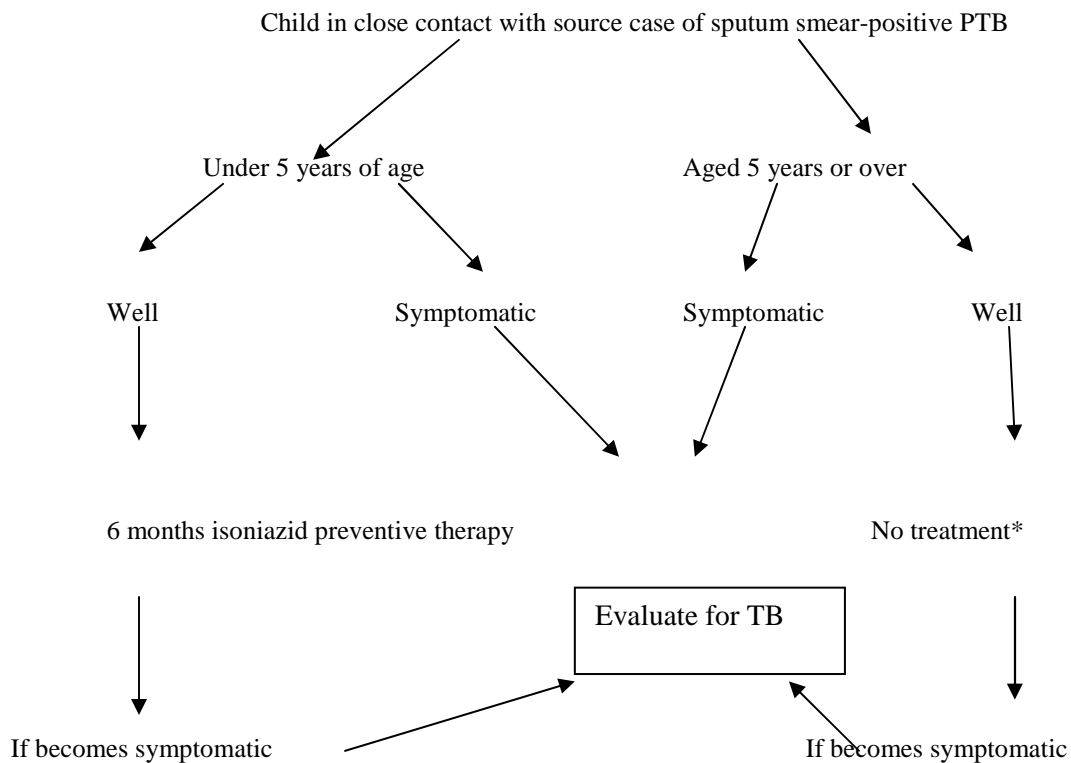 Child in close contact with source case of sputum smear-positive PTB
Under 5 years of age
Aged 5 years or over
Well
Symptomatic
Symptomatic
Well
6 months isoniazid preventive therapy
No treatment*
Evaluate for TB
If becomes symptomatic
If becomes symptomatic